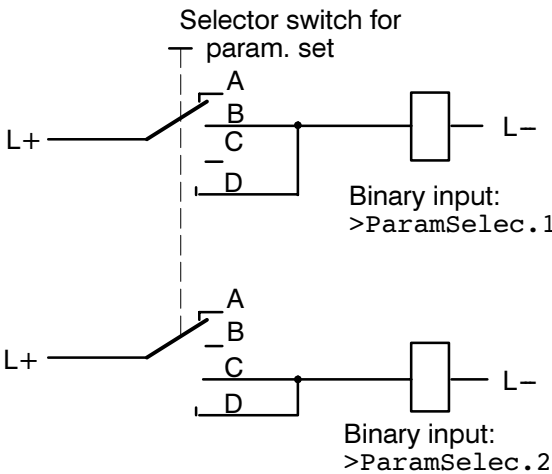 Selector switch for
param. set
A
B
L+
C
L−
D
Binary input:
>ParamSelec.1
A
B
L+
C
L−
D
Binary input:
>ParamSelec.2